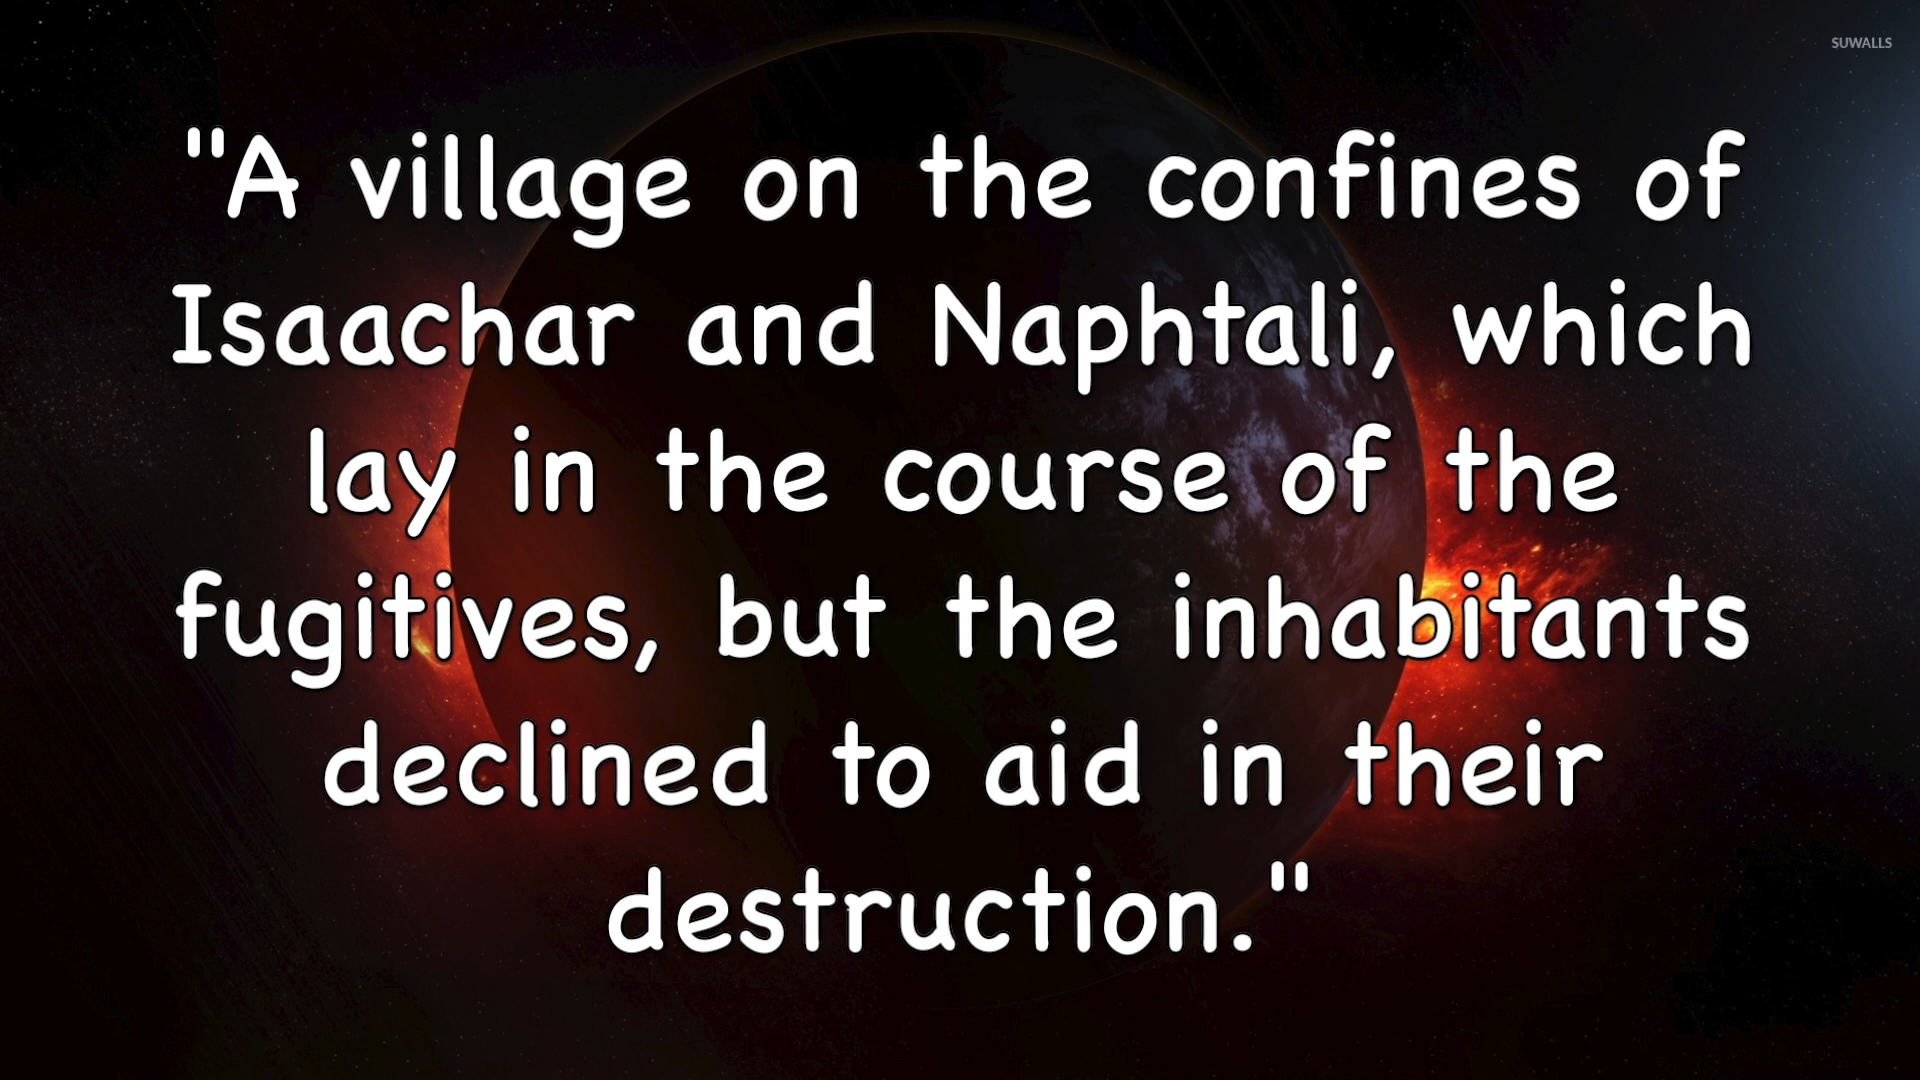 SUWALLS
"A village on the confines of
Isaachar and Naphtali, which
lay in the course of the
fugitives, but the inhabitants
declined to aid in their
destruction."